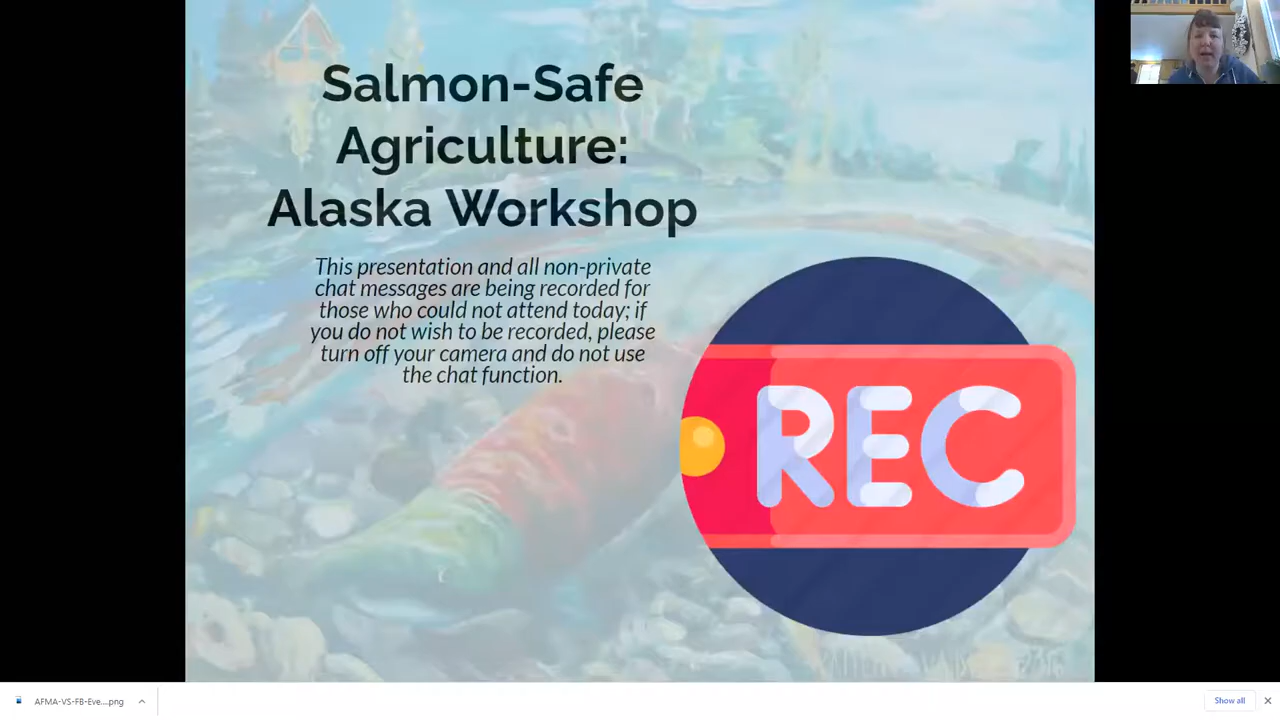 Salmon-Safe
Agriculture:
Alaska Workshop
This presentation and all non-private
chat messages are being recorded for
those who could not attend today; if
you do not wish to be recorded, please
turn off your camera and do not use
the chat function.
REC
AFMA-VS-FB-Eve....png
Show all